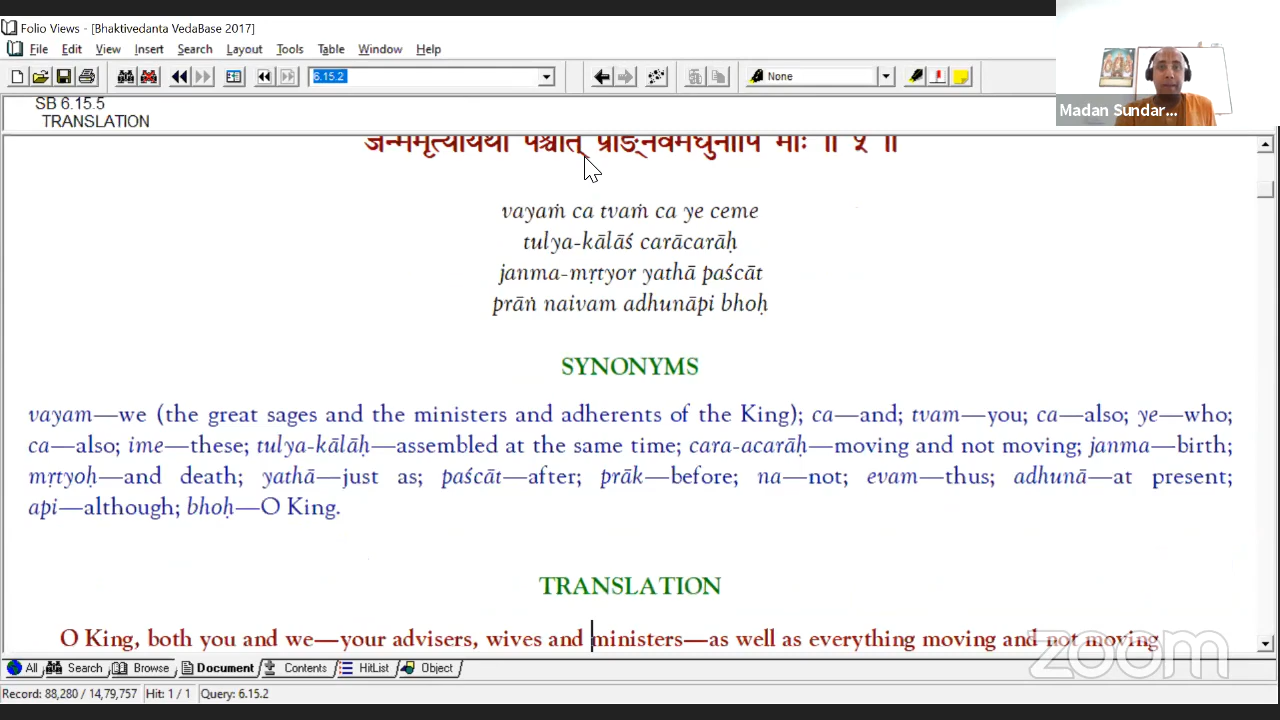 Folio Views - [Bhaktivedanta VedaBase 2017]
File Edit View Insert Search Layout Tools Table Window Help
6.15.2
None
Madan Sundar...
SB 6.15.5
TRANSLATION
जन्ममृत्योर्यथा पश्चात् प्राङ्नैवमधुनापि भोः ॥ ५ ॥
vayaṁ ca tvaṁ ca ye ceme
tulya-kālāś carācarāḥ
janma-mṛtyor yathā paścāt
prāṅ naivam adhunāpi bhoḥ
SYNONYMS
vayam—we (the great sages and the ministers and adherents of the King); ca—and; tvam—you; ca—also; ye—who;
ca—also; ime—these; tulya-kālāḥ—assembled at the same time; cara-acarāḥ—moving and not moving; janma—birth;
mṛtyoḥ—and death; yathā—just as; paścāt—after; prāk—before; na—not; evam—thus; adhunā—at present;
api—although; bhoḥ—O King.
TRANSLATION
O King, both you and we—your advisers, wives and ministers—as well as everything moving and not moving
zoom
All Search Browse Document Contents HitList Object
Record: 88,280 / 14,79,757 Hit: 1 / 1 Query: 6.15.2